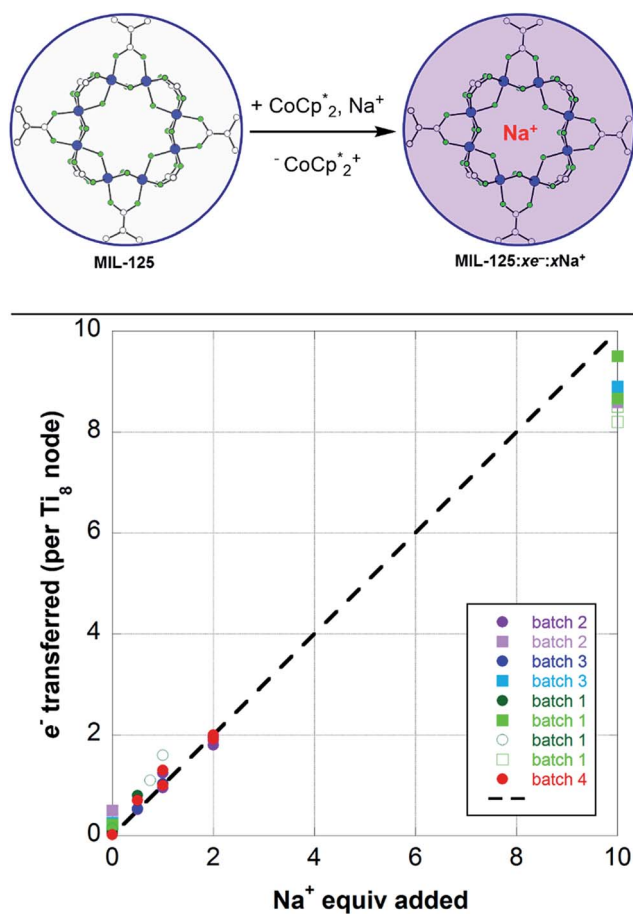 + CoCp*₂, Na⁺
- CoCp*₂⁺
Na⁺
MIL-125
MIL-125:xe⁻:xNa⁺
10
8
6
4
2
0
e⁻ transferred (per Ti₈ node)
batch 2
batch 2
batch 3
batch 3
batch 1
batch 1
batch 1
batch 1
batch 4
0 2 4 6 8 10
Na⁺ equiv added